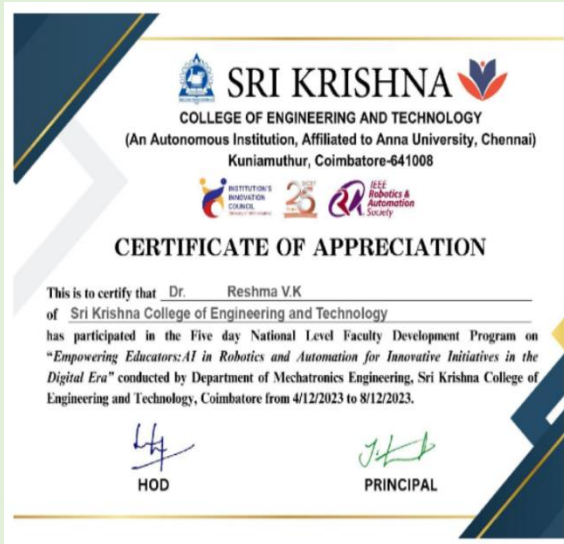 SRI KRISHNA
COLLEGE OF ENGINEERING AND TECHNOLOGY
(An Autonomous Institution, Affiliated to Anna University, Chennai)
Kuniamuthur, Coimbatore-641008
INSTITUTION'S
INNOVATION
COUNCIL
25
IEEE
Robotics &
Automation
Society
CERTIFICATE OF APPRECIATION
This is to certify that Dr. Reshma V.K
of Sri Krishna College of Engineering and Technology
has participated in the Five day National Level Faculty Development Program on
"Empowering Educators:AI in Robotics and Automation for Innovative Initiatives in the
Digital Era" conducted by Department of Mechatronics Engineering, Sri Krishna College of
Engineering and Technology, Coimbatore from 4/12/2023 to 8/12/2023.
HOD
PRINCIPAL